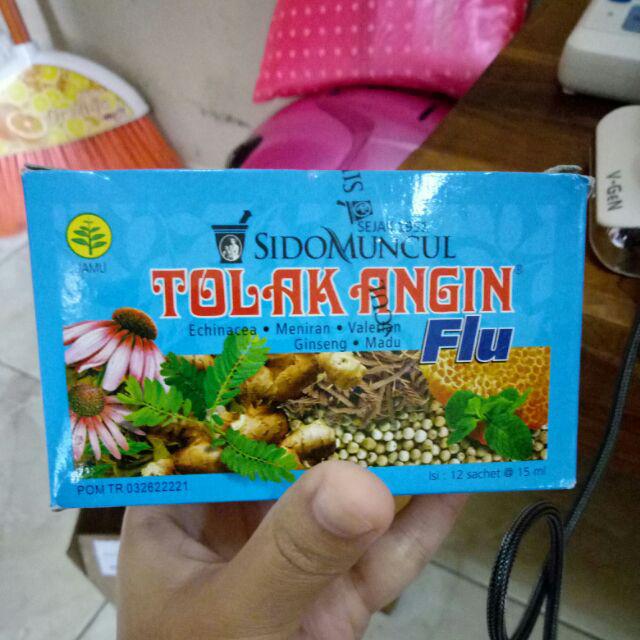 SEJAK 1951
SIDOMUNCUL
JAMU
TOLAK ANGIN®
Echinacea • Meniran • Valerian
Ginseng • Madu
Flu
POM TR.032622221
Isi : 12 sachet @ 15 ml
V-GeN